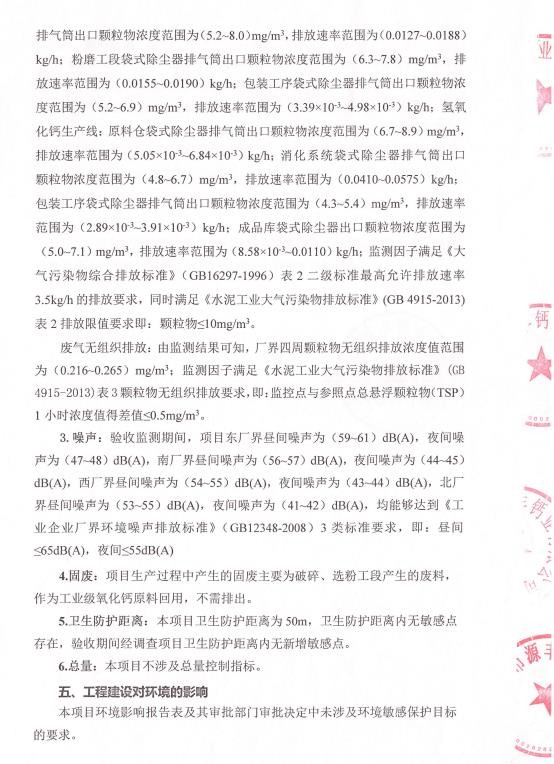 排气筒出口颗粒物浓度范围为(5.2~8.0)mg/m³,排放速率范围为(0.0127~0.0188)
kg/h；粉磨工段袋式除尘器排气筒出口颗粒物浓度范围为（6.3~7.8）mg/m³，排
放速率范围为（0.0155~0.0190）kg/h；包装工序袋式除尘器排气筒出口颗粒物浓
度范围为（5.2~6.9）mg/m³，排放速率范围为（3.39×10⁻³~4.98×10⁻³）kg/h；氢氧
化钙生产线：原料仓袋式除尘器排气筒出口颗粒物浓度范围为（6.7~8.9）mg/m³，
排放速率范围为（5.05×10⁻³~6.84×10⁻³）kg/h；消化系统袋式除尘器排气筒出口
颗粒物浓度范围为（4.8~6.7）mg/m³，排放速率范围为（0.0410~0.0575）kg/h；
包装工序袋式除尘器排气筒出口颗粒物浓度范围为（4.3~5.4）mg/m³，排放速率
范围为（2.89×10⁻³~3.91×10⁻³）kg/h；成品库袋式除尘器出口颗粒物浓度范围为
（5.0~7.1）mg/m³，排放速率范围为（8.58×10⁻³~0.0110）kg/h；监测因子满足《大
气污染物综合排放标准》（GB16297-1996）表 2 二级标准最高允许排放速率
3.5kg/h 的排放要求，同时满足《水泥工业大气污染物排放标准》(GB 4915-2013)
表 2 排放限值要求即：颗粒物≤10mg/m³。
废气无组织排放：由监测结果可知，厂界四周颗粒物无组织排放浓度值范围
为（0.216~0.265）mg/m³；监测因子满足《水泥工业大气污染物排放标准》（GB
4915-2013)表 3 颗粒物无组织排放要求,即:监控点与参照点总悬浮颗粒物（TSP）
1 小时浓度值得差值≤0.5mg/m³。
3. 噪声：验收监测期间，项目东厂界昼间噪声为（59~61）dB(A)，夜间噪
声为（47~48）dB(A)，南厂界昼间噪声为（56~57）dB(A)，夜间噪声为（44~45）
dB(A)，西厂界昼间噪声为（54~55）dB(A)，夜间噪声为（43~44）dB(A)，北厂
界昼间噪声为（53~55）dB(A)，夜间噪声为（41~42）dB(A)，均能够达到《工
业企业厂界环境噪声排放标准》（GB12348-2008）3 类标准要求，即：昼间
≤65dB(A)，夜间≤55dB(A)
4.固废：项目生产过程中产生的固废主要为破碎、选粉工段产生的废料，
作为工业级氧化钙原料回用，不需排出。
5.卫生防护距离：本项目卫生防护距离为 50m，卫生防护距离内无敏感点
存在，验收期间经调查项目卫生防护距离内无新增敏感点。
6.总量：本项目不涉及总量控制指标。
五、工程建设对环境的影响
本项目环境影响报告表及其审批部门审批决定中未涉及环境敏感保护目标
的要求。
业
钙
钙业
源丰